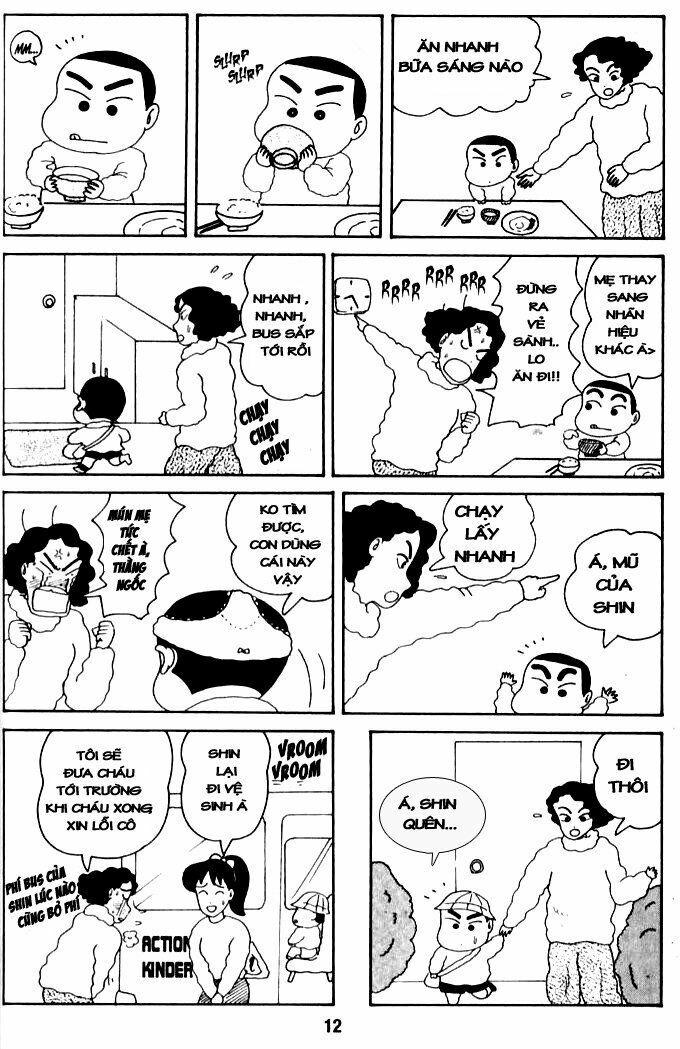 ĂN NHANH
BỮA SÁNG NÀO
SLURP
SLURP
MM...
MẸ THAY
SANG
NHÃN
HIỆU
KHÁC À>
ĐỪNG
RA
VẺ
SÀNH..
LO
ĂN ĐI!!
RRRR RRR RRR
NHANH ,
NHANH,
BUS SẮP
TỚI RỒI
CHẠY
CHẠY
CHẠY
Á, MŨ
CỦA
SHIN
CHẠY
LẤY
NHANH
KO TÌM
ĐƯỢC,
CON DÙNG
CÁI NÀY
VẬY
MÚN MẸ
TỨC
CHẾT À,
THẰNG
NGỐC
ĐI
THÔI
Á, SHIN
QUÊN...
VROOM
VROOM
SHIN
LẠI
ĐI VỆ
SINH À
TÔI SẼ
ĐƯA CHÁU
TỚI TRƯỜNG
KHI CHÁU XONG,
XIN LỖI CÔ
PHÍ BUS CỦA
SHIN LÚC NÀO
CŨNG BỎ PHÍ
ACTION
KINDER
12